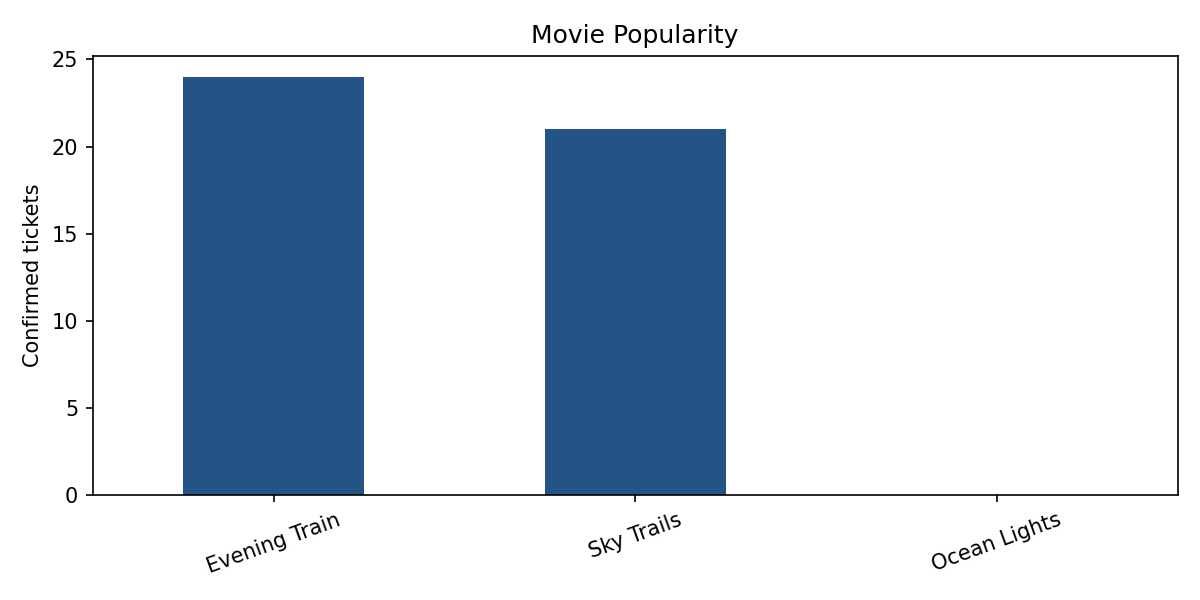 Movie Popularity
Confirmed tickets
25
20
15
10
5
0
Evening Train
Sky Trails
Ocean Lights